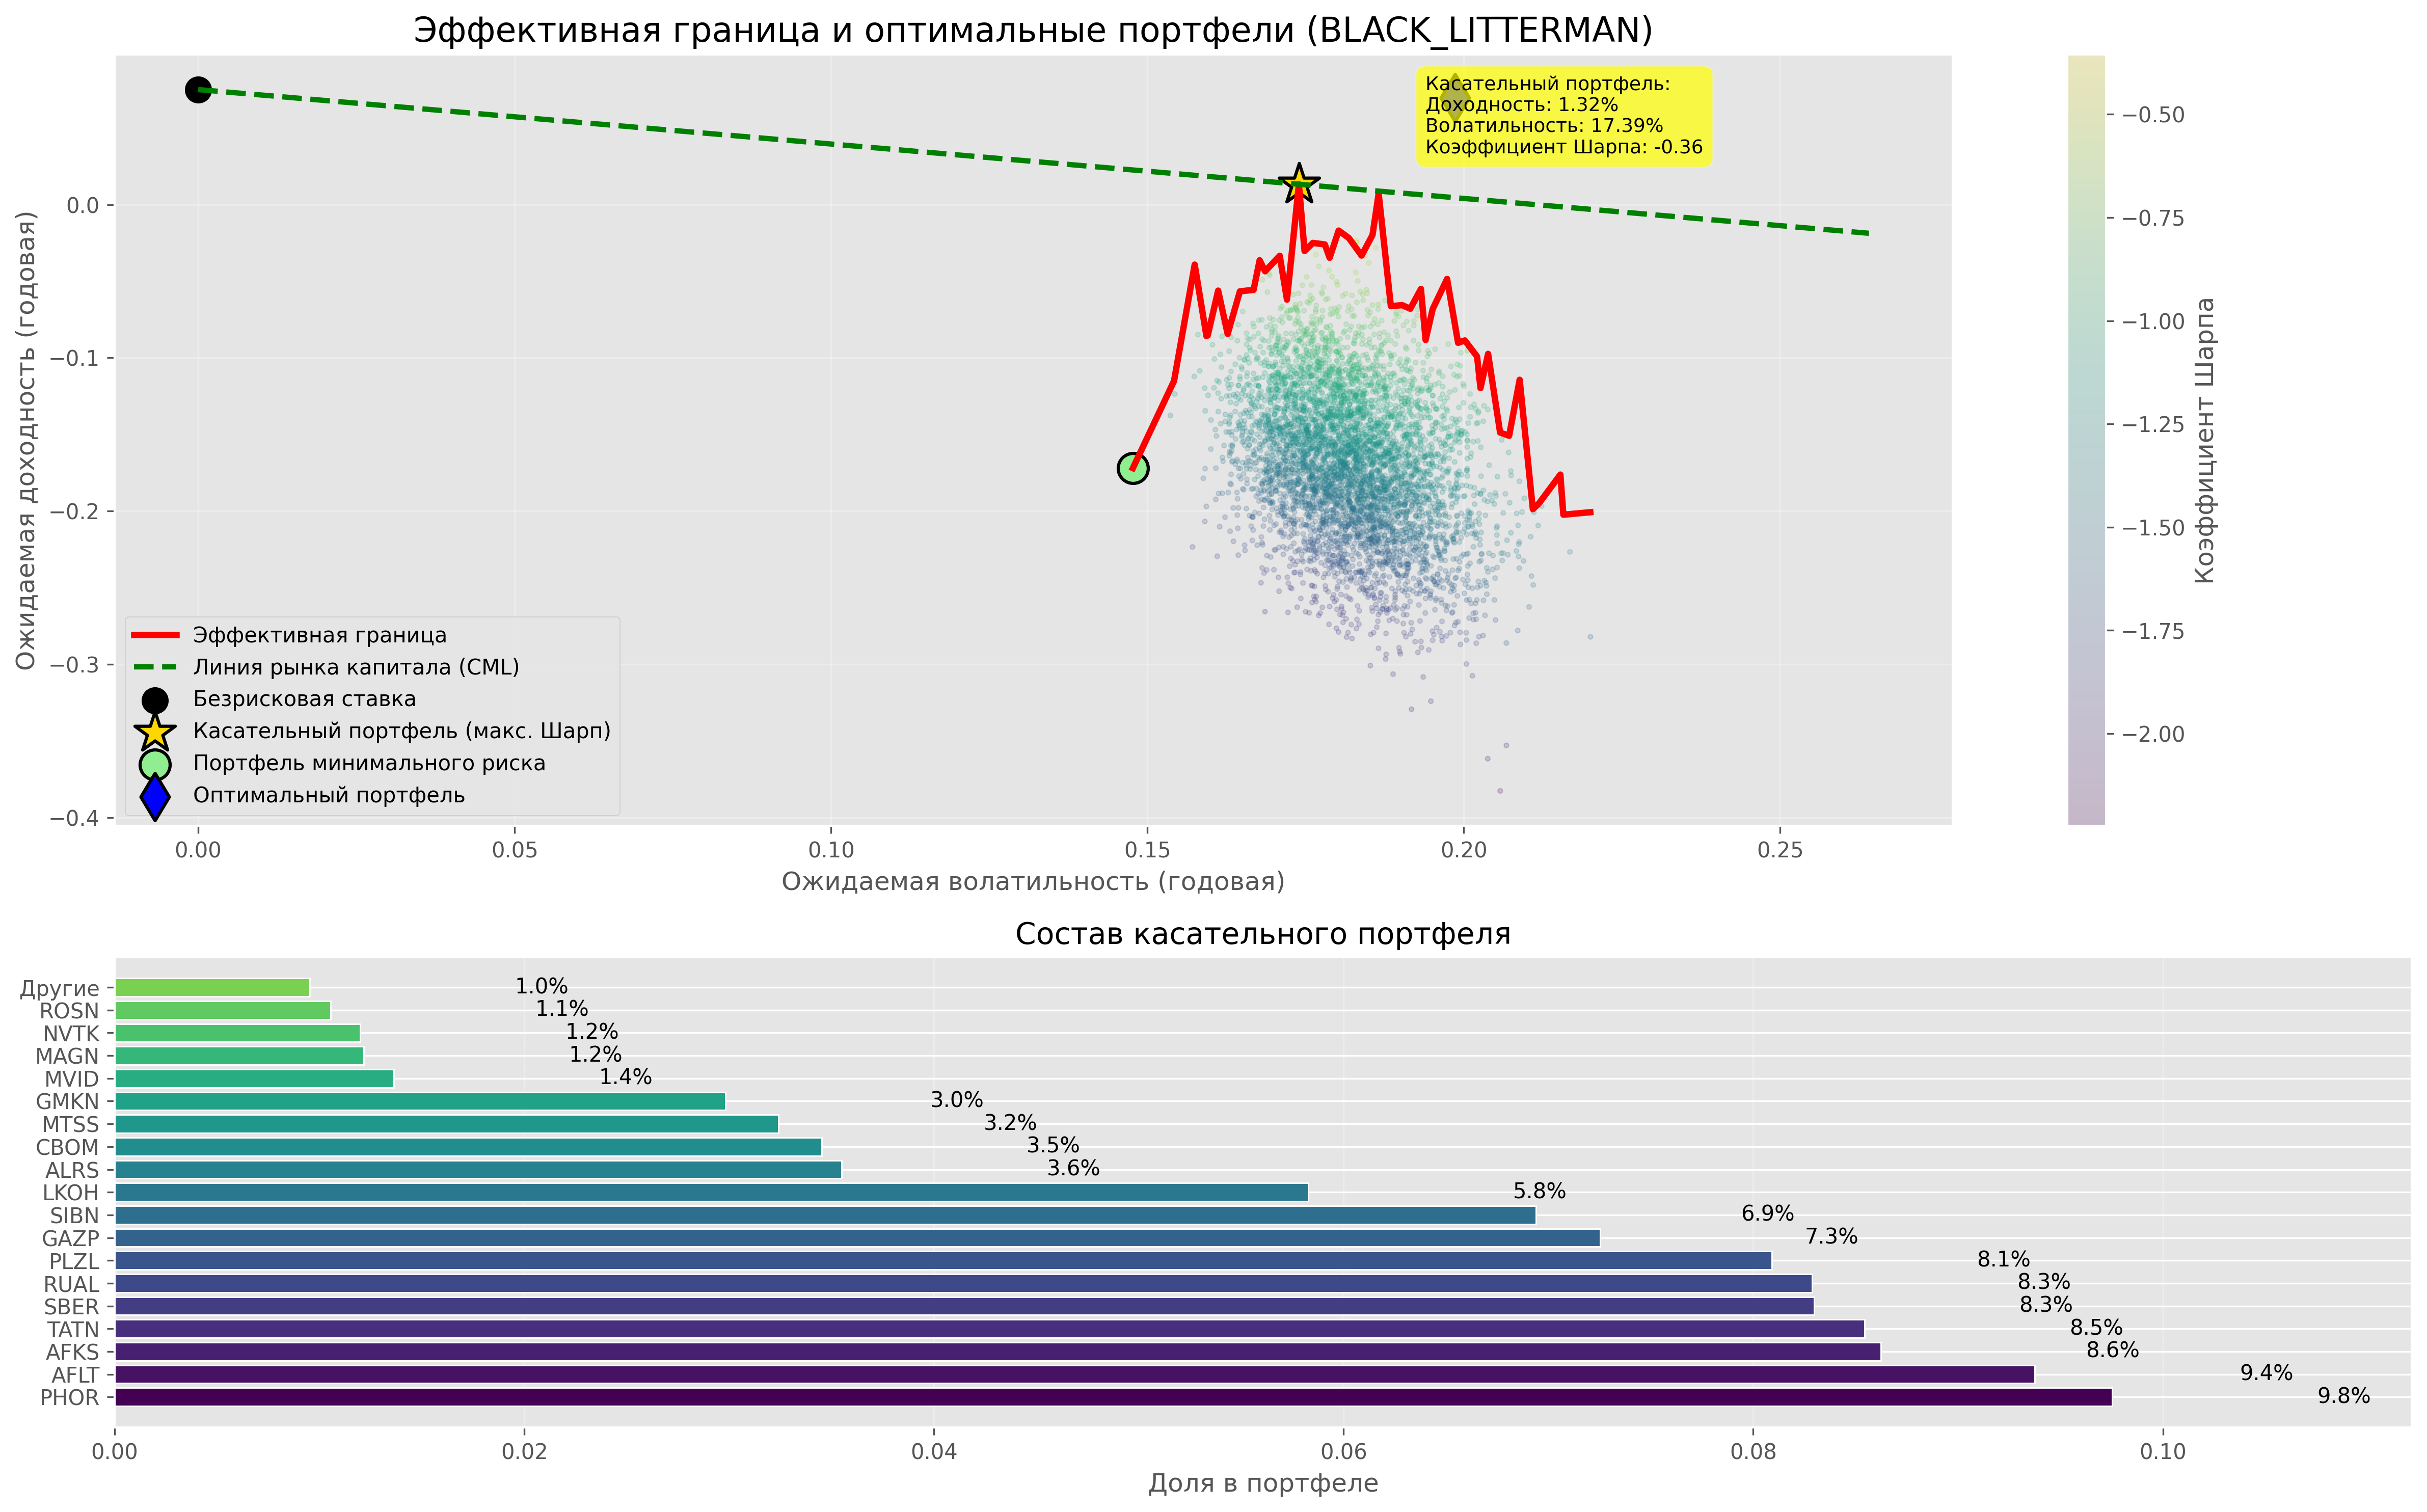 Эффективная граница и оптимальные портфели (BLACK_LITTERMAN)
Касательный портфель:
Доходность: 1.32%
Волатильность: 17.39%
Коэффициент Шарпа: -0.36
Ожидаемая доходность (годовая)
0.0
−0.1
−0.2
−0.3
−0.4
Эффективная граница
Линия рынка капитала (CML)
Безрисковая ставка
Касательный портфель (макс. Шарп)
Портфель минимального риска
Оптимальный портфель
0.00 0.05 0.10 0.15 0.20 0.25
Ожидаемая волатильность (годовая)
−0.50
−0.75
−1.00
−1.25
−1.50
−1.75
−2.00
Коэффициент Шарпа
Состав касательного портфеля
Другие 1.0%
ROSN 1.1%
NVTK 1.2%
MAGN 1.2%
MVID 1.4%
GMKN 3.0%
MTSS 3.2%
CBOM 3.5%
ALRS 3.6%
LKOH 5.8%
SIBN 6.9%
GAZP 7.3%
PLZL 8.1%
RUAL 8.3%
SBER 8.3%
TATN 8.5%
AFKS 8.6%
AFLT 9.4%
PHOR 9.8%
0.00 0.02 0.04 0.06 0.08 0.10
Доля в портфеле